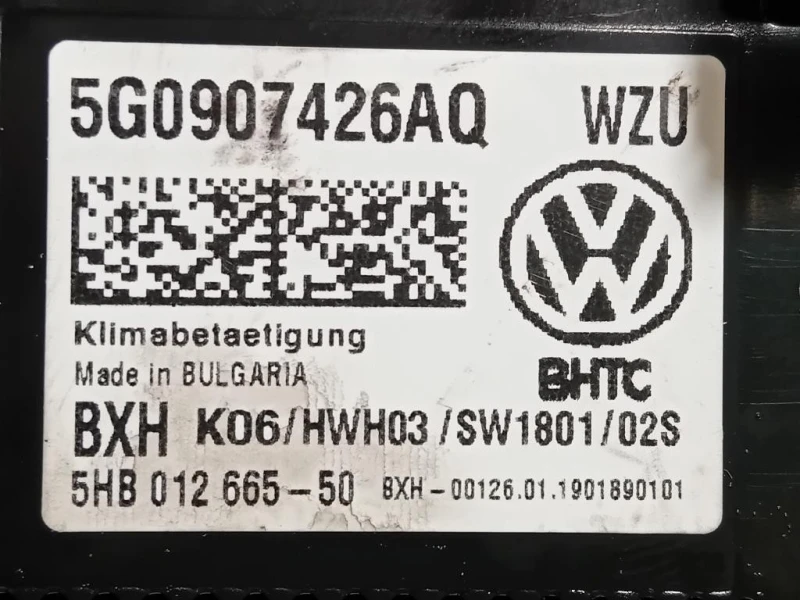 5G0907426AQ WZU
Klimabetaetigung
Made in BULGARIA
BHTC
BXH K06/HWH03/SW1801/02S
5HB 012 665-50 BXH-00126.01.1901890101